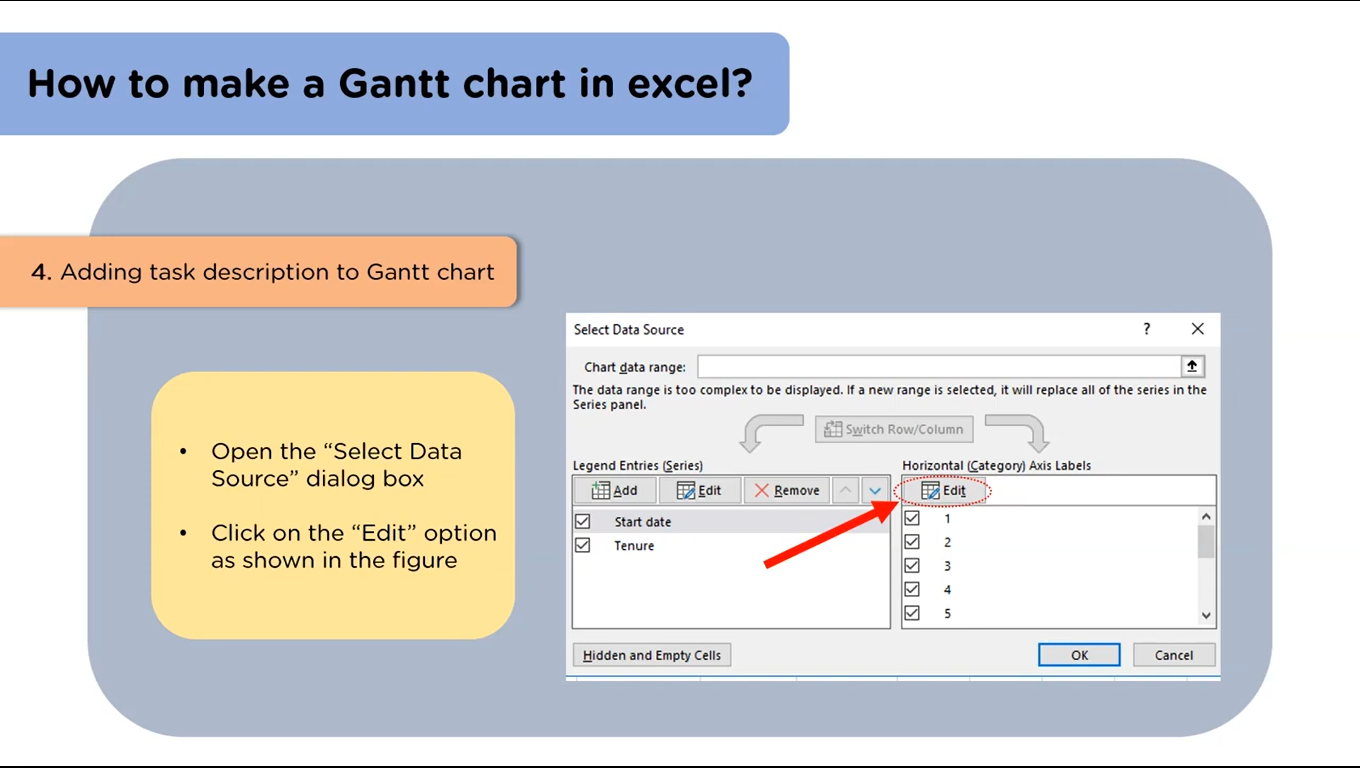 How to make a Gantt chart in excel?
4. Adding task description to Gantt chart
• Open the “Select Data
Source” dialog box
• Click on the “Edit” option
as shown in the figure
Select Data Source
?
Chart data range:
The data range is too complex to be displayed. If a new range is selected, it will replace all of the series in the
Series panel.
Switch Row/Column
Legend Entries (Series)
Add Edit Remove
Start date
Tenure
Horizontal (Category) Axis Labels
Edit
1
2
3
4
5
Hidden and Empty Cells
OK Cancel